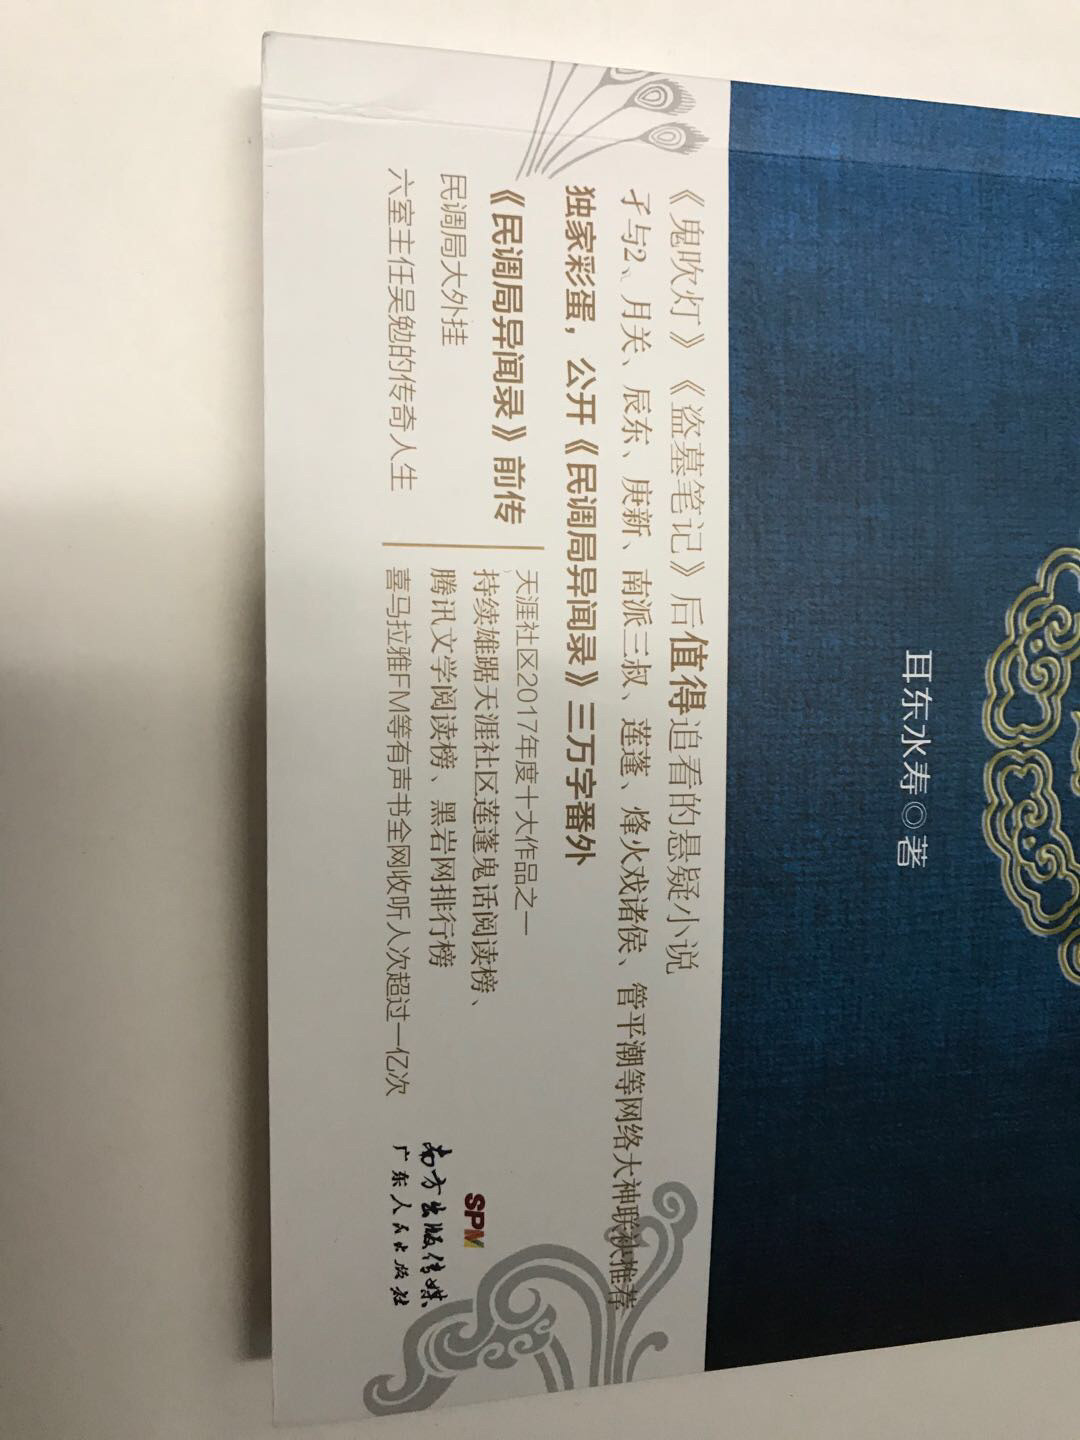 耳东水寿◎著
《鬼吹灯》《盗墓笔记》后值得追看的悬疑小说
孑与2、月关、辰东、庚新、南派三叔、莲蓬、烽火戏诸侯、管平潮等网络大神联袂推荐
独家彩蛋，公开《民调局异闻录》三万字番外
《民调局异闻录》前传
民调局大外挂
六室主任吴勉的传奇人生
天涯社区2017年度十大作品之一
持续雄踞天涯社区莲蓬鬼话阅读榜、
腾讯文学阅读榜、黑岩网排行榜
喜马拉雅FM等有声书全网收听人次超过一亿次
SPM
南方出版传媒
广东人民出版社